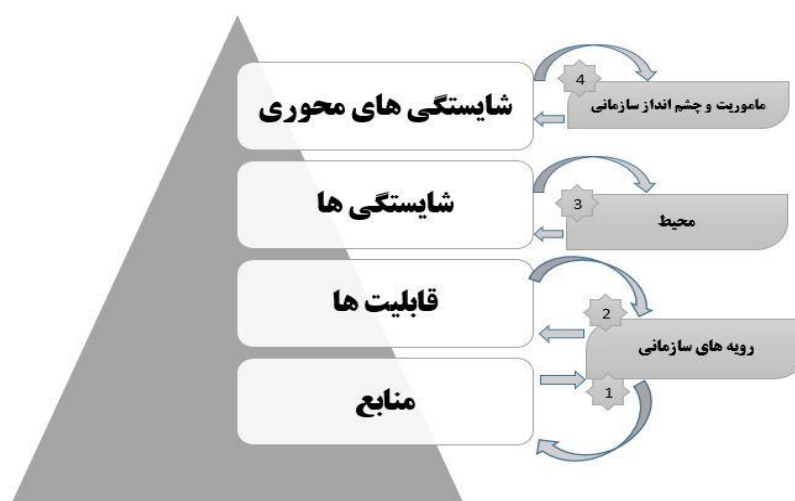 شایستگی های محوری
4
ماموریت و چشم انداز سازمانی
شایستگی ها
3
محیط
قابلیت ها
2
رویه های سازمانی
منابع
1